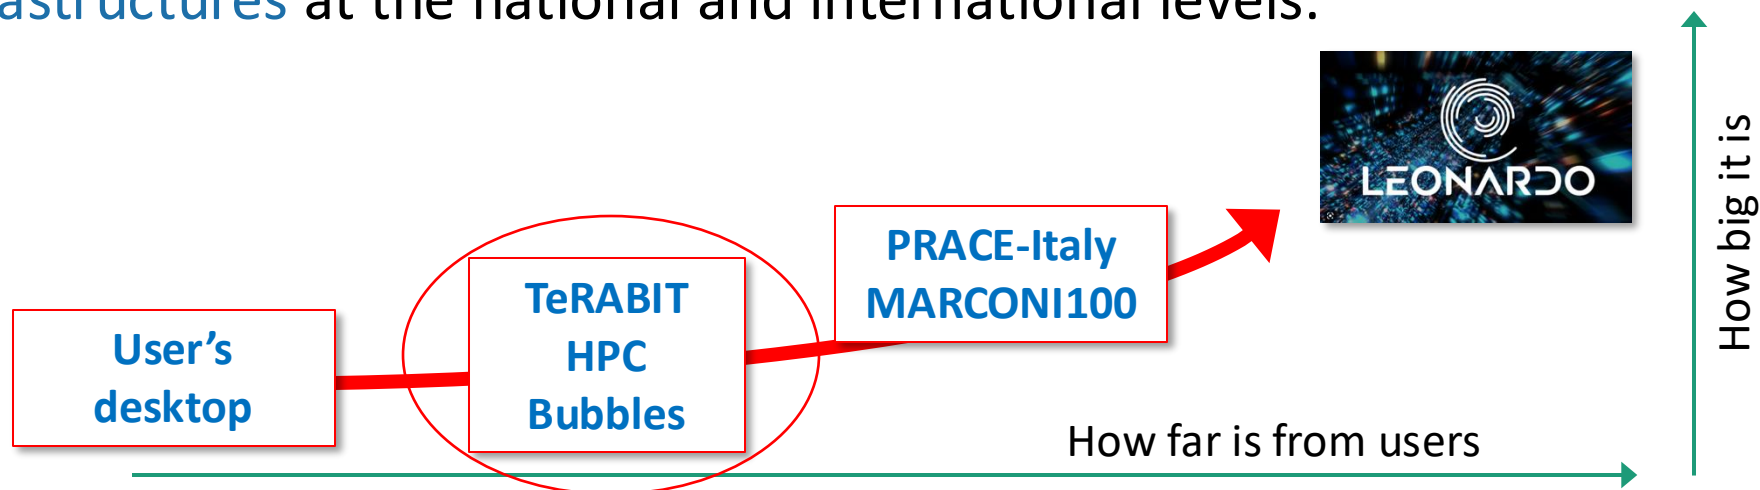 astructures at the national and international levels.
LEONARDO
PRACE-Italy
MARCONI100
TeRABIT
HPC
Bubbles
User’s
desktop
How far is from users
How big it is